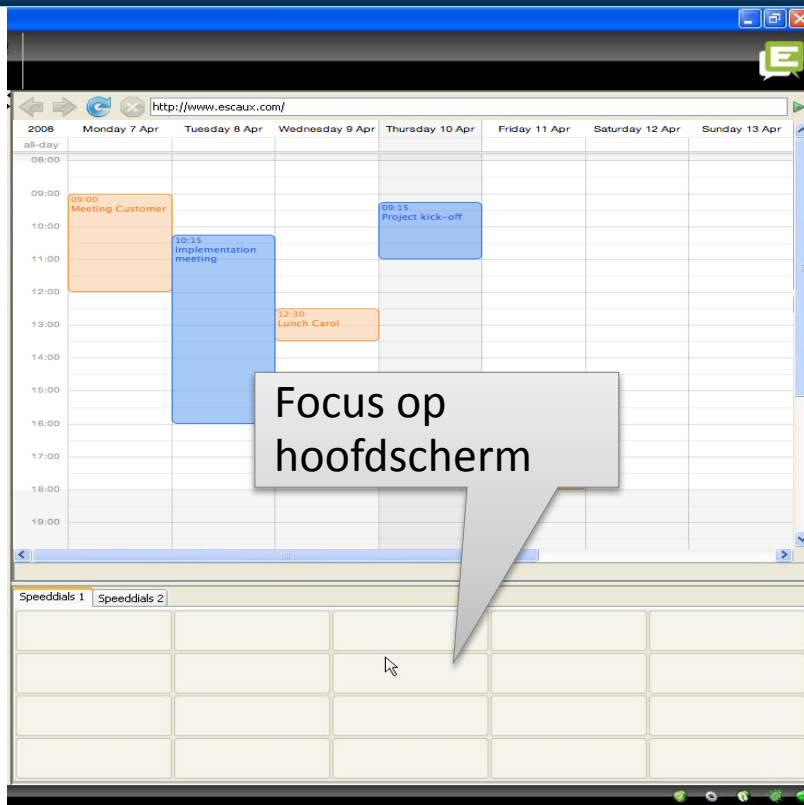 http://www.escaux.com/
2008 Monday 7 Apr Tuesday 8 Apr Wednesday 9 Apr Thursday 10 Apr Friday 11 Apr Saturday 12 Apr Sunday 13 Apr
all-day
08:00
09:00
09:00
Meeting Customer
09:15
Project kick-off
10:00
10:15
Implementation
meeting
11:00
12:00
12:30
Lunch Carol
13:00
14:00
15:00
16:00
17:00
18:00
19:00
Focus op
hoofdscherm
Speeddials 1 Speeddials 2